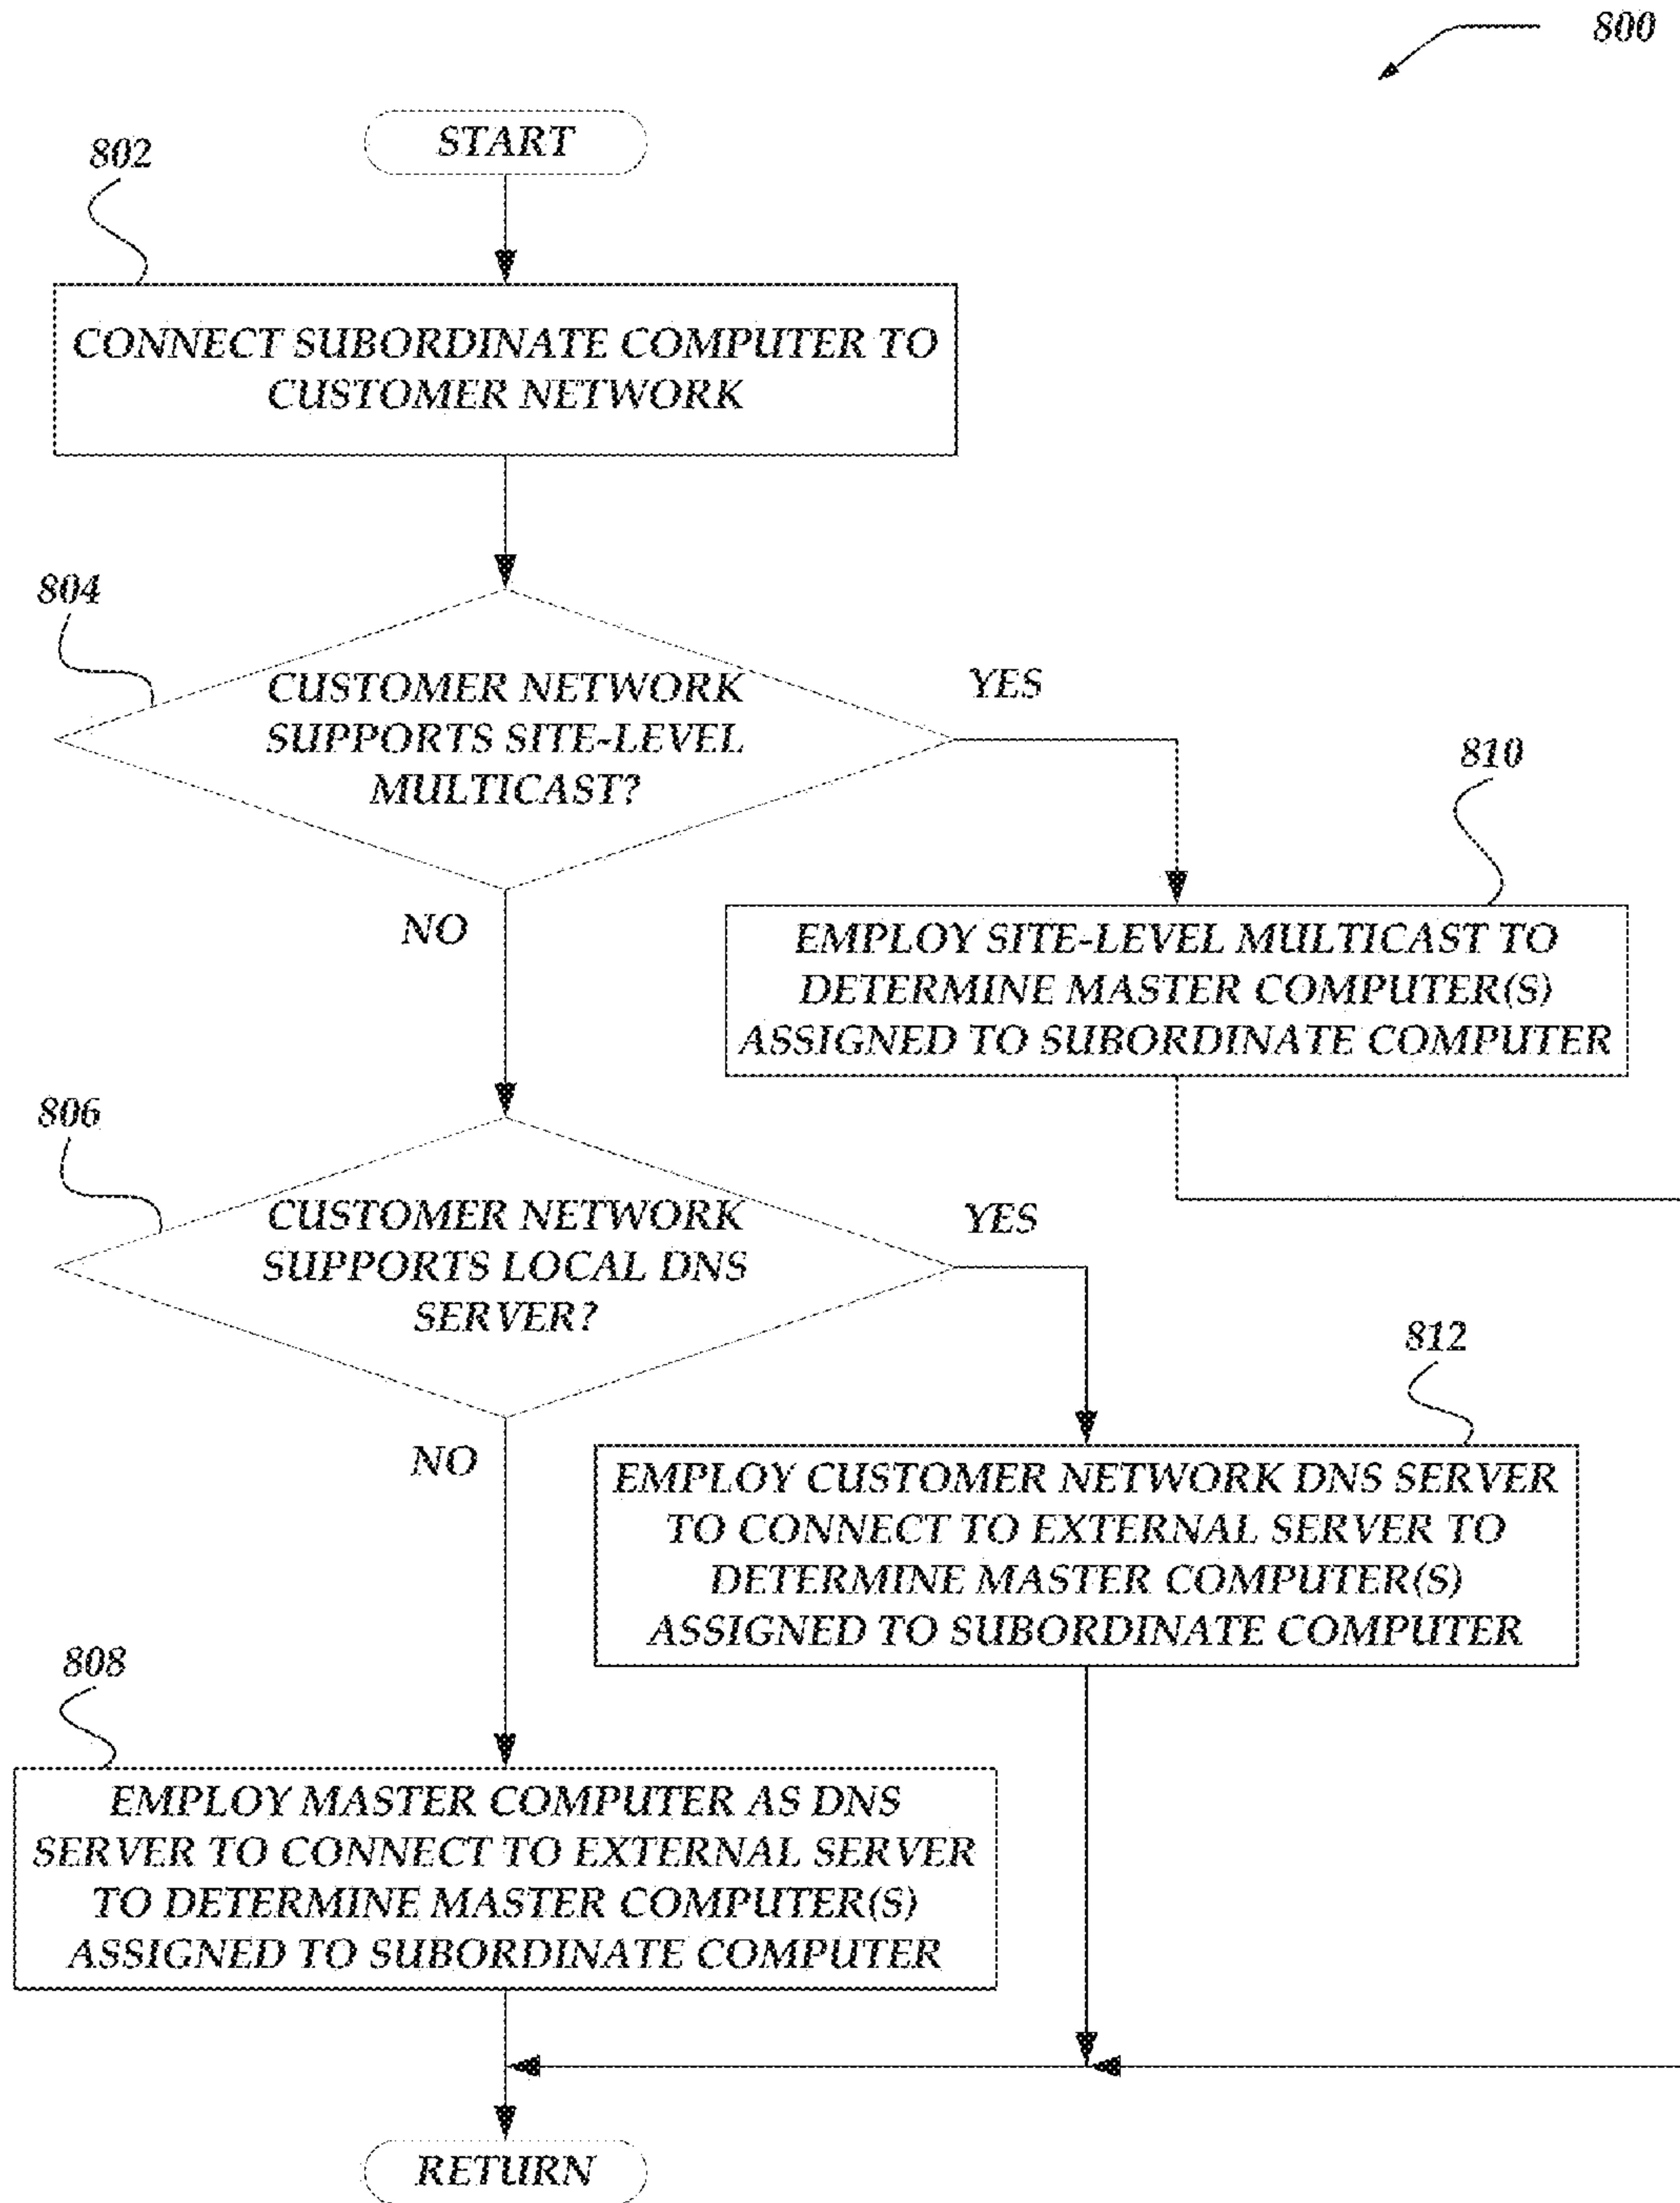 800
START
802
CONNECT SUBORDINATE COMPUTER TO
CUSTOMER NETWORK
804
CUSTOMER NETWORK
SUPPORTS SITE-LEVEL
MULTICAST?
YES
NO
810
EMPLOY SITE-LEVEL MULTICAST TO
DETERMINE MASTER COMPUTER(S)
ASSIGNED TO SUBORDINATE COMPUTER
806
CUSTOMER NETWORK
SUPPORTS LOCAL DNS
SERVER?
YES
NO
812
EMPLOY CUSTOMER NETWORK DNS SERVER
TO CONNECT TO EXTERNAL SERVER TO
DETERMINE MASTER COMPUTER(S)
ASSIGNED TO SUBORDINATE COMPUTER
808
EMPLOY MASTER COMPUTER AS DNS
SERVER TO CONNECT TO EXTERNAL SERVER
TO DETERMINE MASTER COMPUTER(S)
ASSIGNED TO SUBORDINATE COMPUTER
RETURN